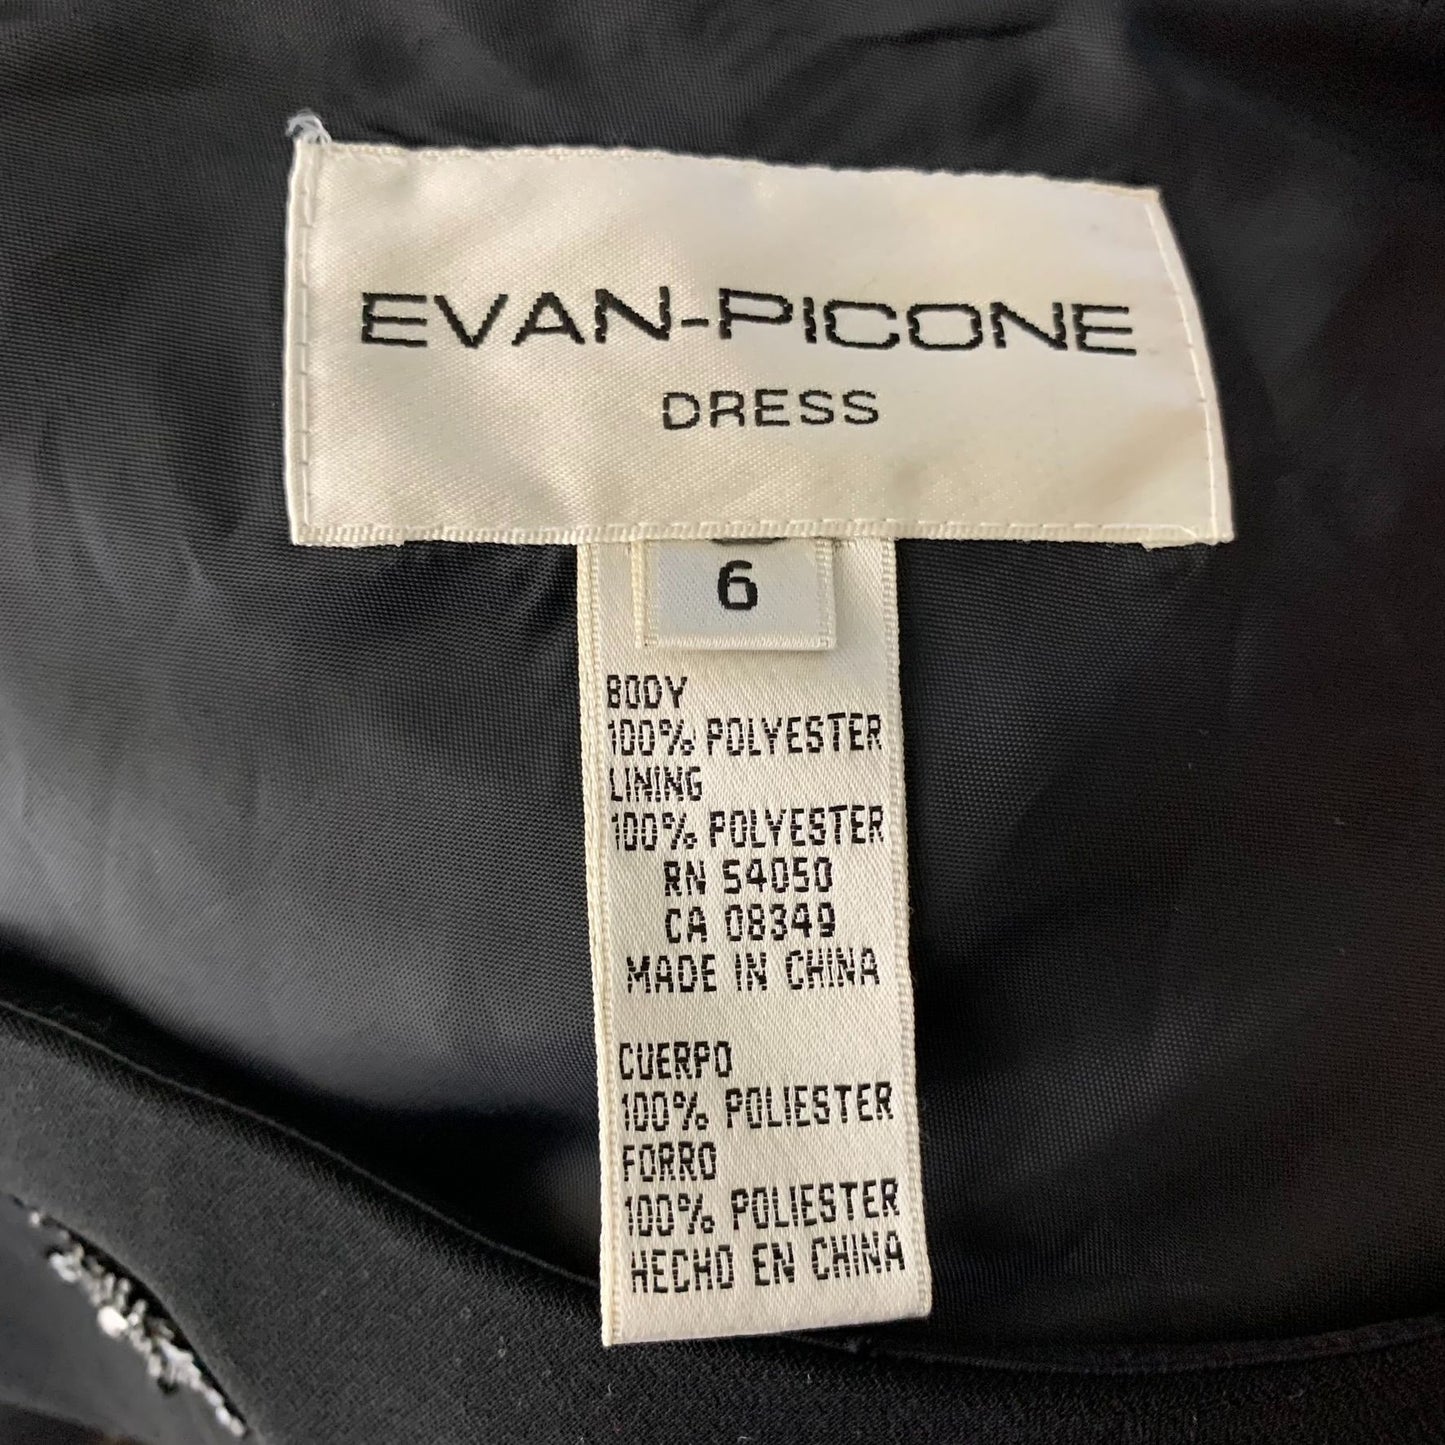 EVAN-PICONE
DRESS
6
BODY
100% POLYESTER
LINING
100% POLYESTER
RN 54050
CA 08349
MADE IN CHINA
CUERPO
100% POLIESTER
FORRO
100% POLIESTER
HECHO EN CHINA